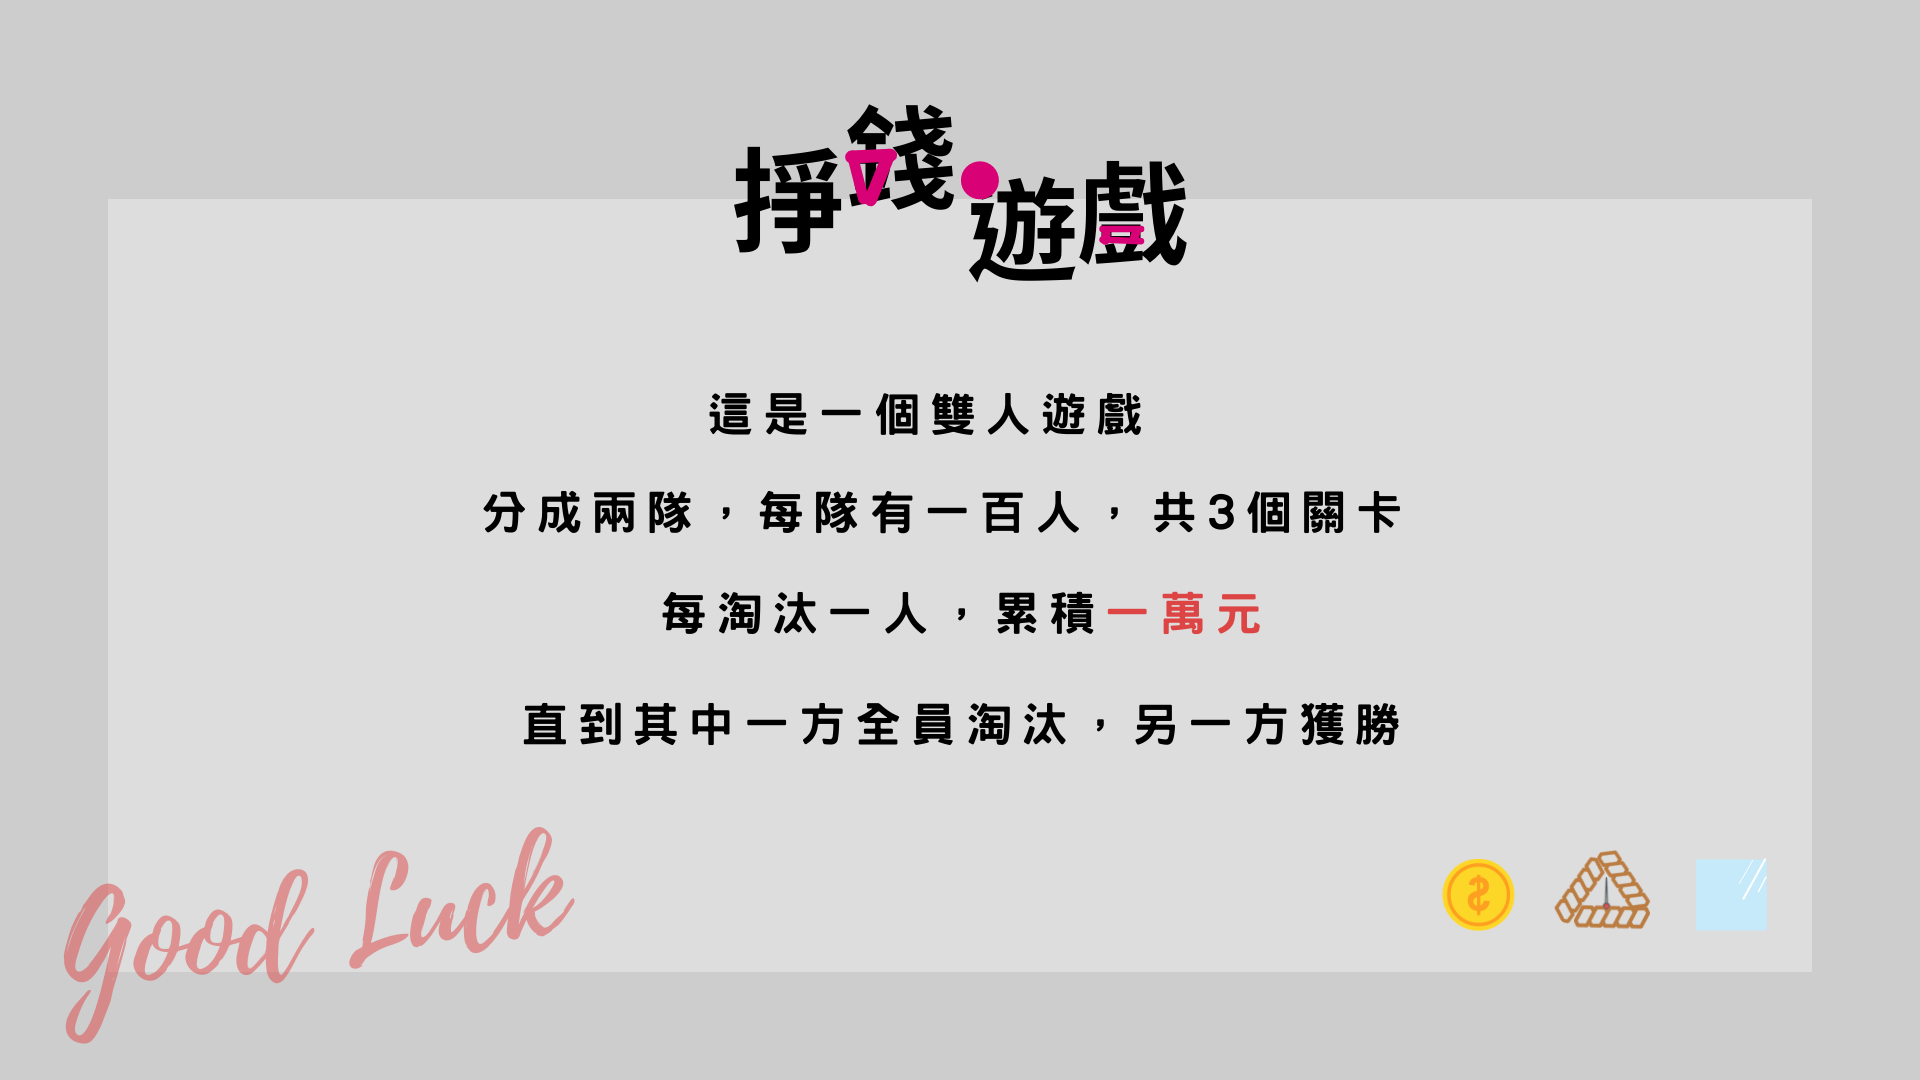 掙錢遊戲
這是一個雙人遊戲
分成兩隊，每隊有一百人，共3個關卡
每淘汰一人，累積一萬元
直到其中一方全員淘汰，另一方獲勝
Good Luck